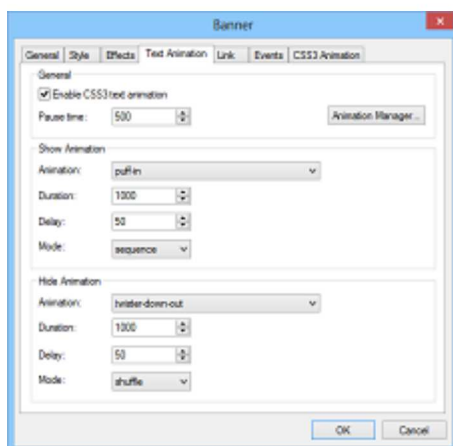 Banner
General Style Effects Text Animation Link Events CSS3 Animation
General
Enable CSS3 text animation
Pause time: 500 Animation Manager...
Show Animation
Animation: puff-in
Duration: 1000
Delay: 50
Mode: sequence
Hide Animation
Animation: twister-down-out
Duration: 1000
Delay: 50
Mode: shuffle
OK Cancel